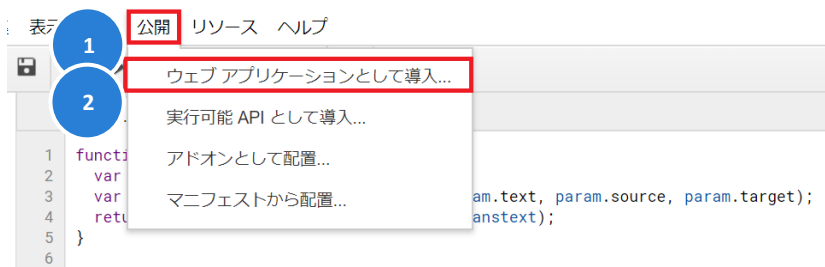 表示 公開 リソース ヘルプ
1
ウェブ アプリケーションとして導入...
2
実行可能 API として導入...
アドオンとして配置...
マニフェストから配置...
1 functi
2 var
3 var am.text, param.source, param.target);
4 retu anstext);
5 }
6